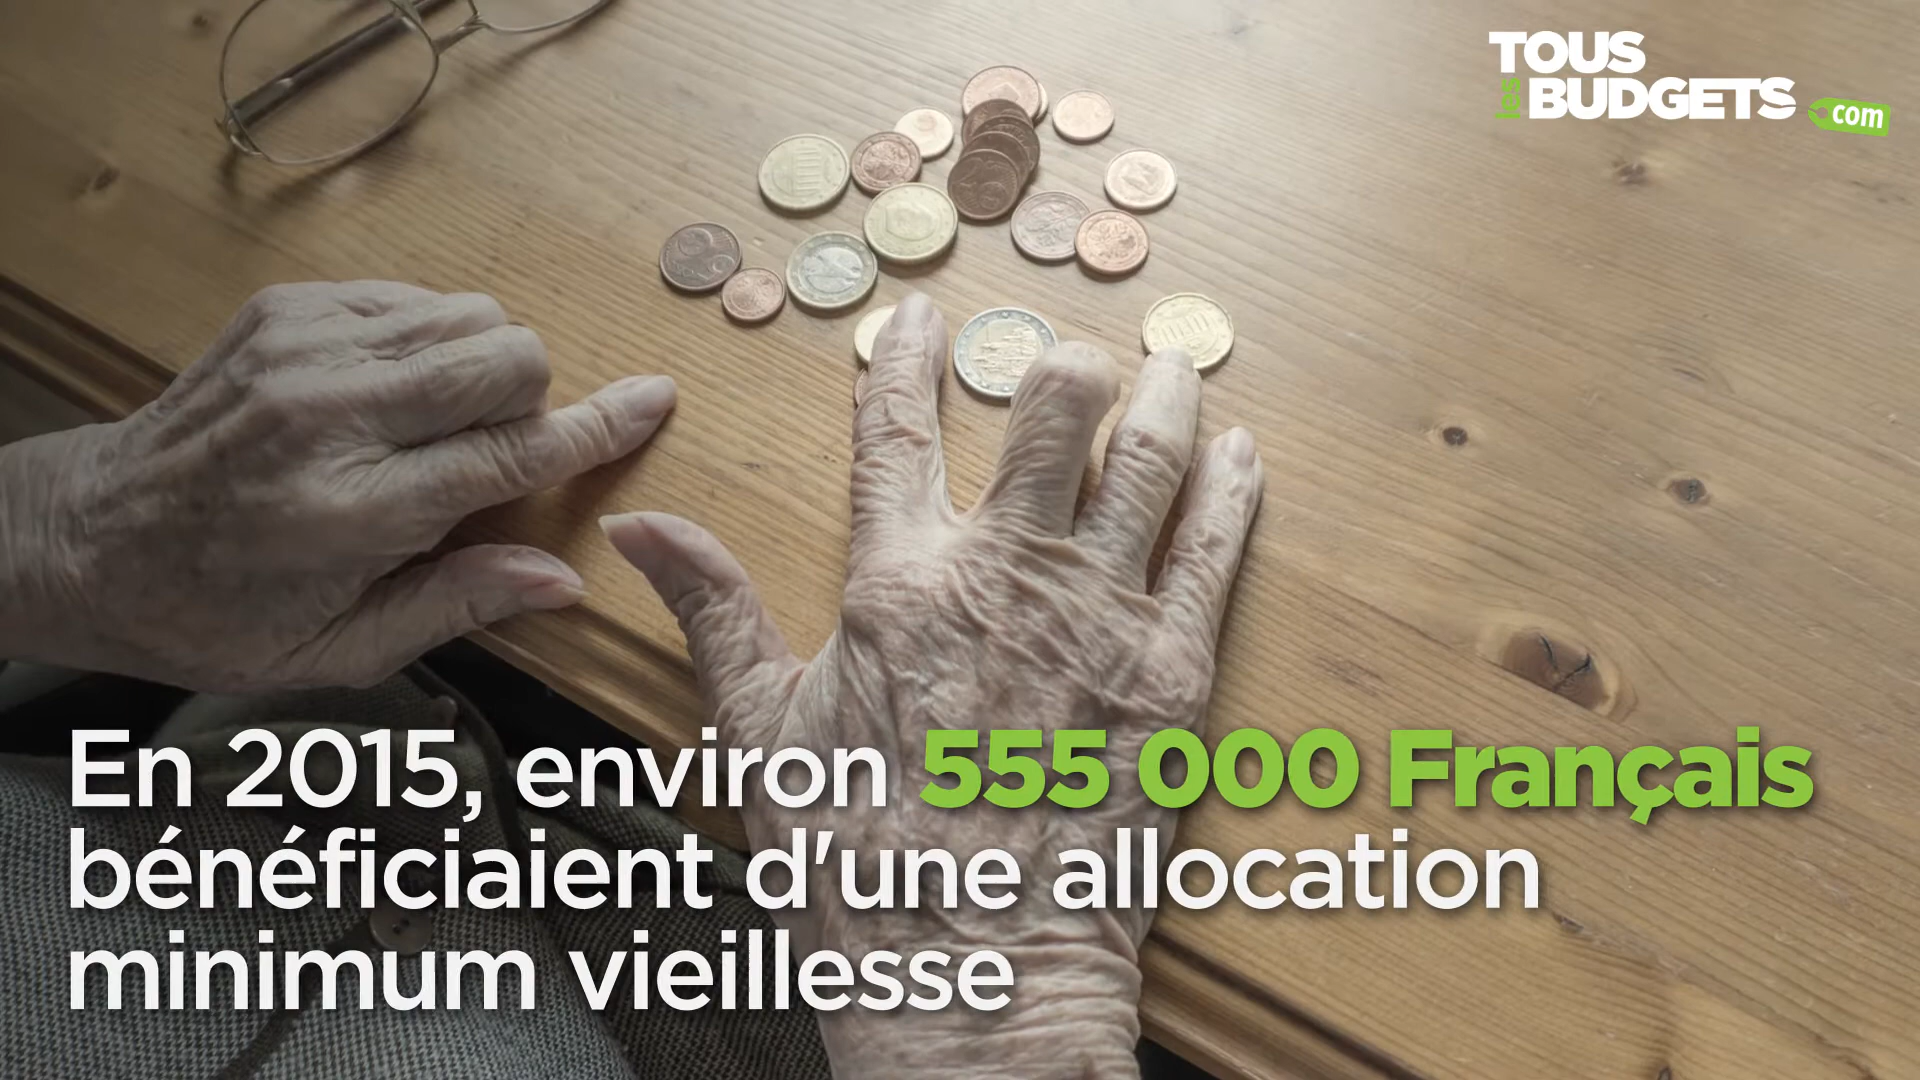 TOUS
les BUDGETS .com
En 2015, environ 555 000 Français
bénéficiaient d'une allocation
minimum vieillesse